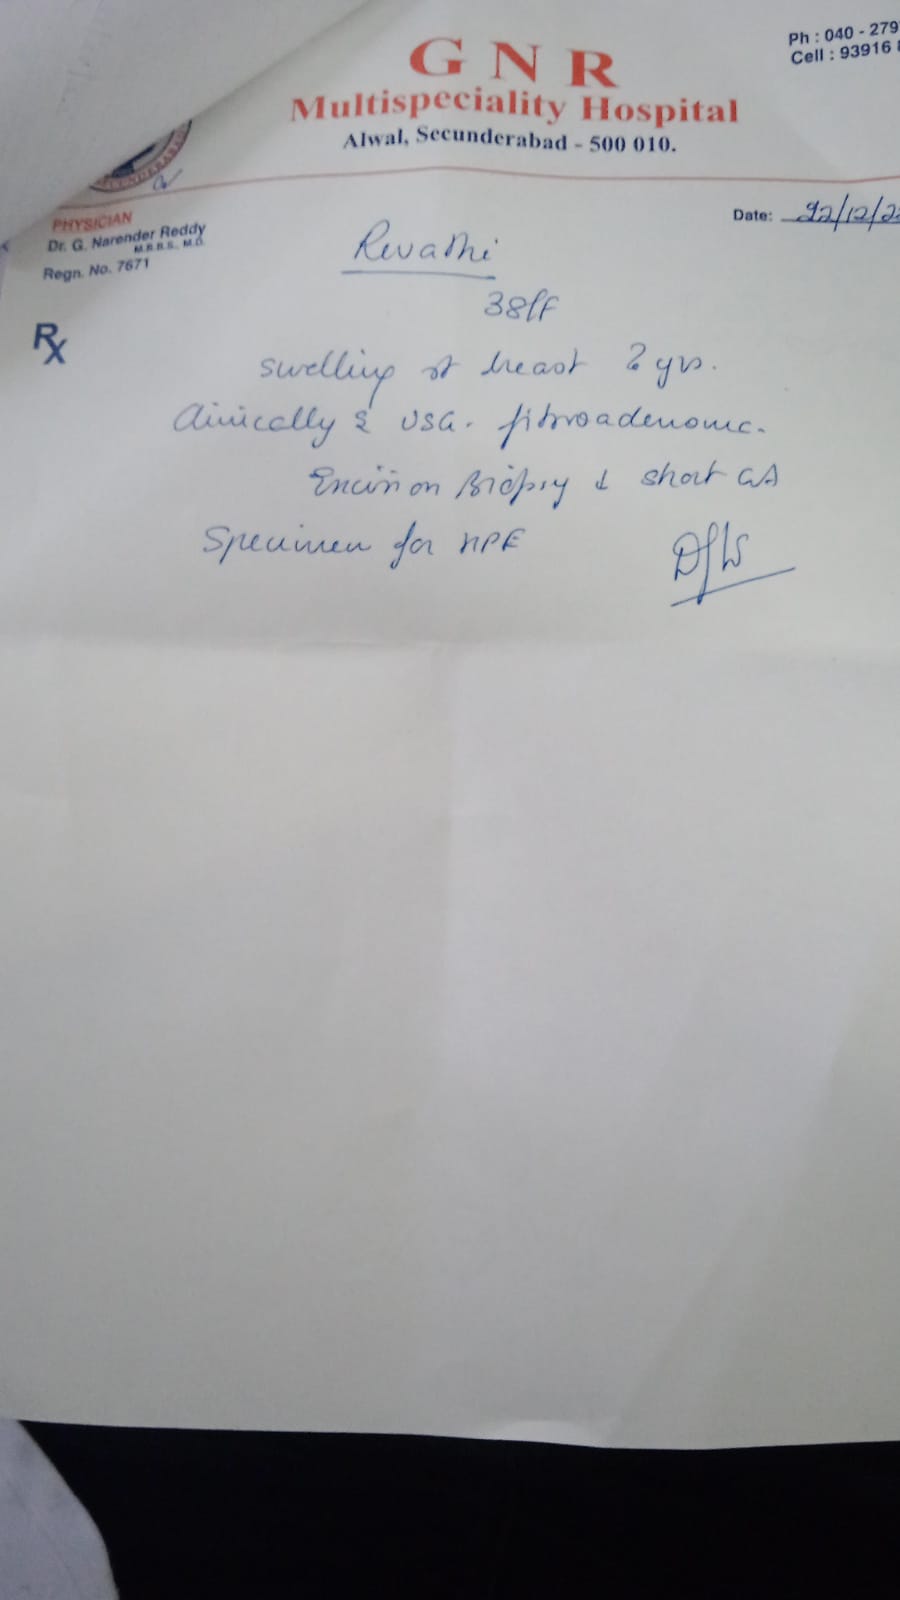 Ph : 040 - 279
Cell : 93916
G N R
Multispeciality Hospital
Alwal, Secunderabad - 500 010.
PHYSICIAN
Dr. G. Narender Reddy
M.B.B.S., M.D.
Regn. No. 7671
Date: 22/12/2
Revathi
38/F
Rx
swelling rt breast 2 yrs.
Clinically & USG. fibroadenoma.
Excision Biopsy short GA
Specimen for HPE